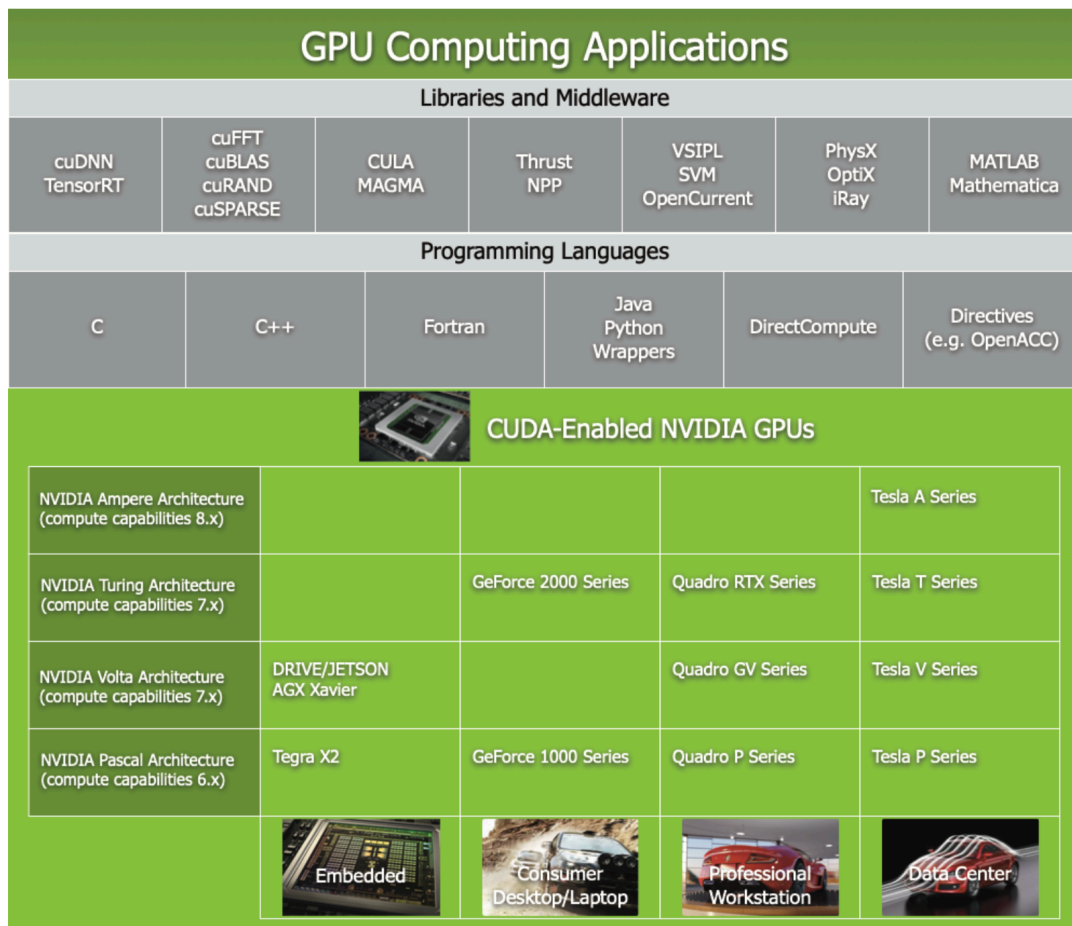 GPU Computing Applications
Libraries and Middleware
cuDNN
TensorRT
cuFFT
cuBLAS
cuRAND
cuSPARSE
CULA
MAGMA
Thrust
NPP
VSIPL
SVM
OpenCurrent
PhysX
OptiX
iRay
MATLAB
Mathematica
Programming Languages
C
C++
Fortran
Java
Python
Wrappers
DirectCompute
Directives
(e.g. OpenACC)
CUDA-Enabled NVIDIA GPUs
NVIDIA Ampere Architecture
(compute capabilities 8.x)
Tesla A Series
NVIDIA Turing Architecture
(compute capabilities 7.x)
GeForce 2000 Series
Quadro RTX Series
Tesla T Series
NVIDIA Volta Architecture
(compute capabilities 7.x)
DRIVE/JETSON
AGX Xavier
Quadro GV Series
Tesla V Series
NVIDIA Pascal Architecture
(compute capabilities 6.x)
Tegra X2
GeForce 1000 Series
Quadro P Series
Tesla P Series
Embedded
Consumer
Desktop/Laptop
Professional
Workstation
Data Center